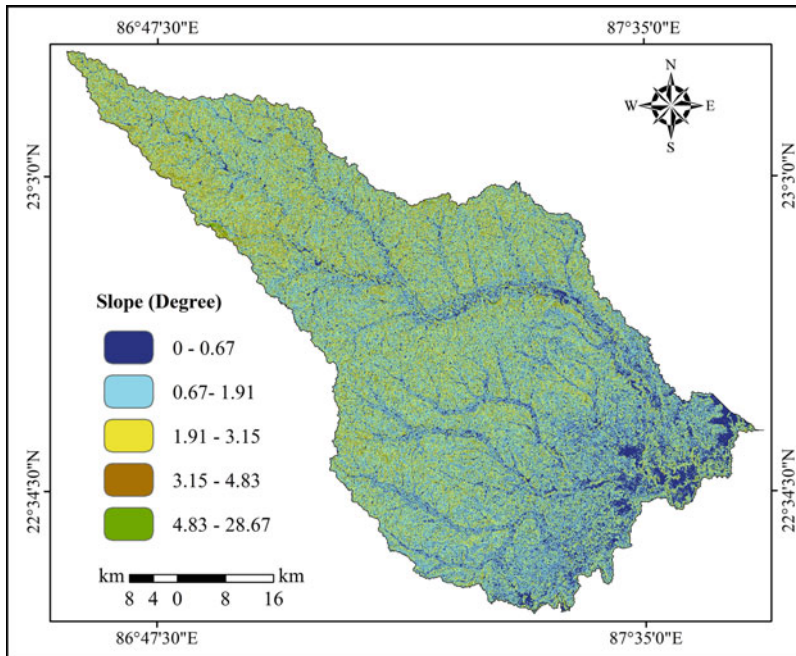 86°47'30"E 87°35'0"E
N
W E
S
23°3'0"N 23°3'0"N
Slope (Degree)
0 - 0.67
0.67- 1.91
1.91 - 3.15
3.15 - 4.83
4.83 - 28.67
22°34'30"N 22°34'30"N
km km
8 4 0 8 16
86°47'30"E 87°35'0"E